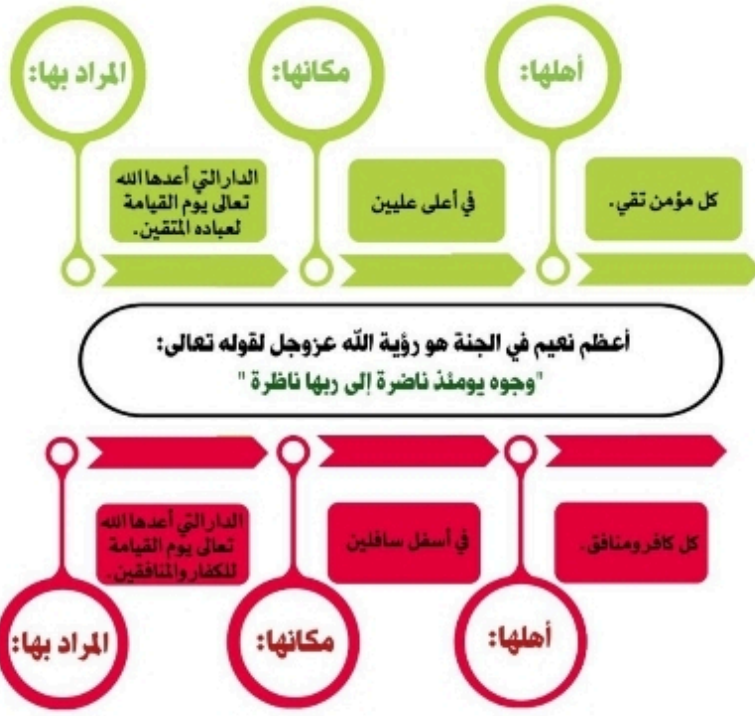 أهلها:
مكانها:
المراد بها:
كل مؤمن تقي.
في أعلى عليين
الدار التي أعدها الله
تعالى يوم القيامة
لعباده المتقين.
أعظم نعيم في الجنة هو رؤية الله عزوجل لقوله تعالى:
"وجوه يومئذ ناضرة إلى ربها ناظرة "
كل كافر ومنافق.
في أسفل سافلين
الدار التي أعدها الله
تعالى يوم القيامة
للكفار والمنافقين.
أهلها:
مكانها:
المراد بها: